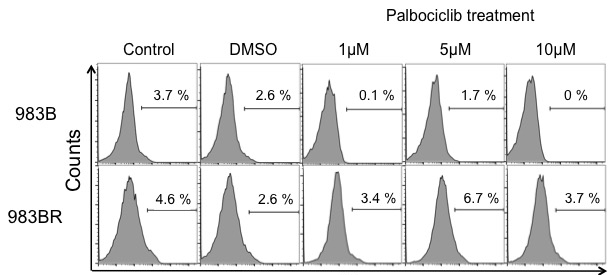 Palbociclib treatment
Control DMSO 1µM 5µM 10µM
983B 3.7 % 2.6 % 0.1 % 1.7 % 0 %
Counts
983BR 4.6 % 2.6 % 3.4 % 6.7 % 3.7 %